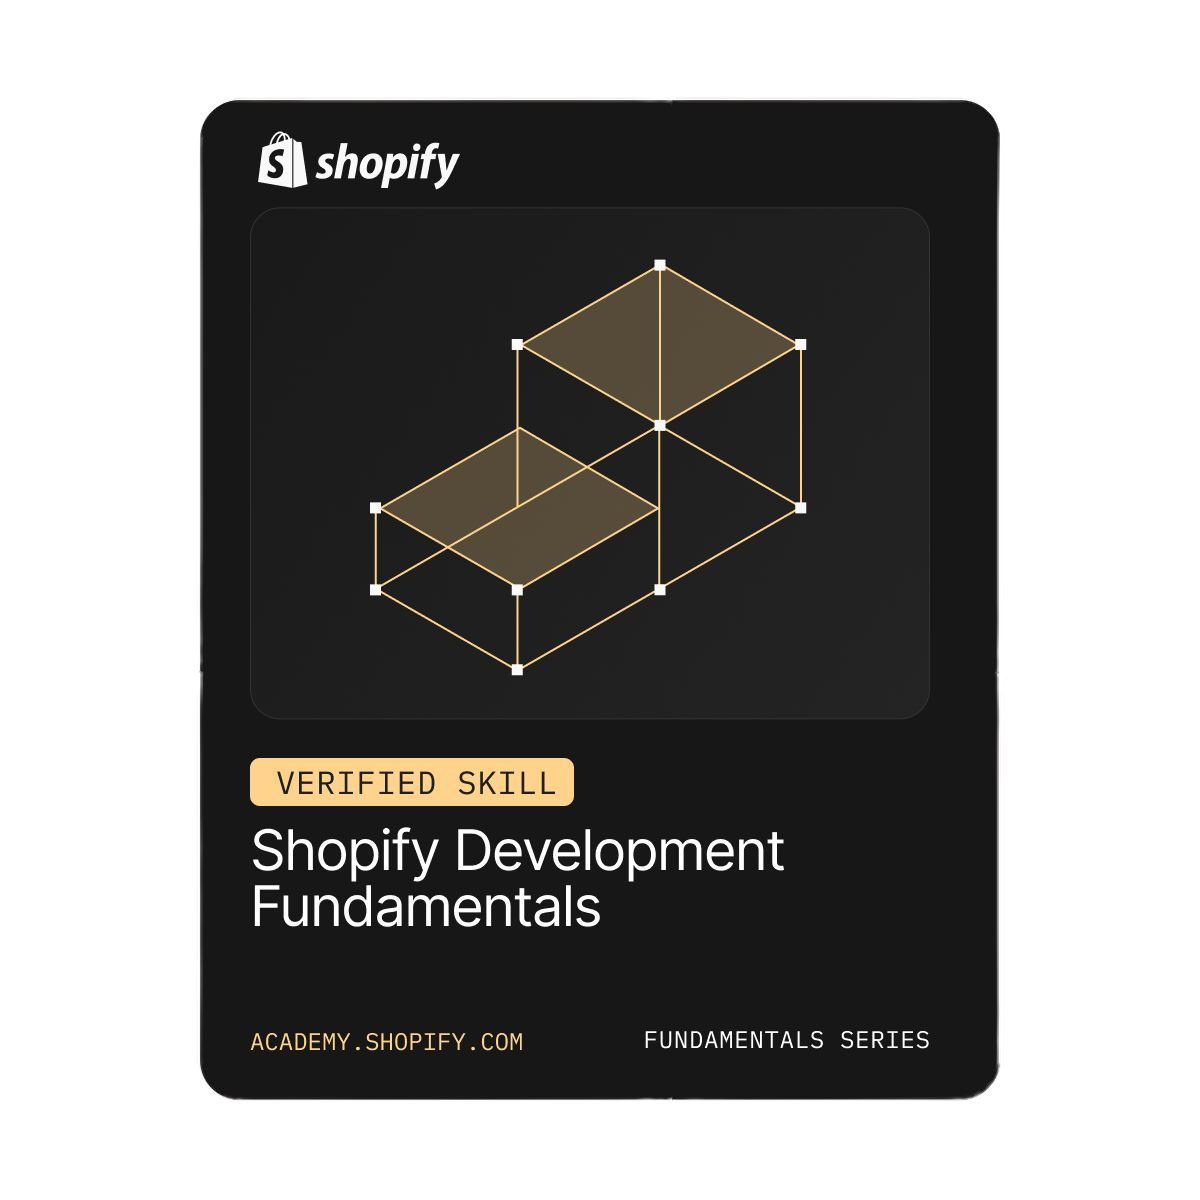 shopify
VERIFIED SKILL
Shopify Development
Fundamentals
ACADEMY.SHOPIFY.COM
FUNDAMENTALS SERIES